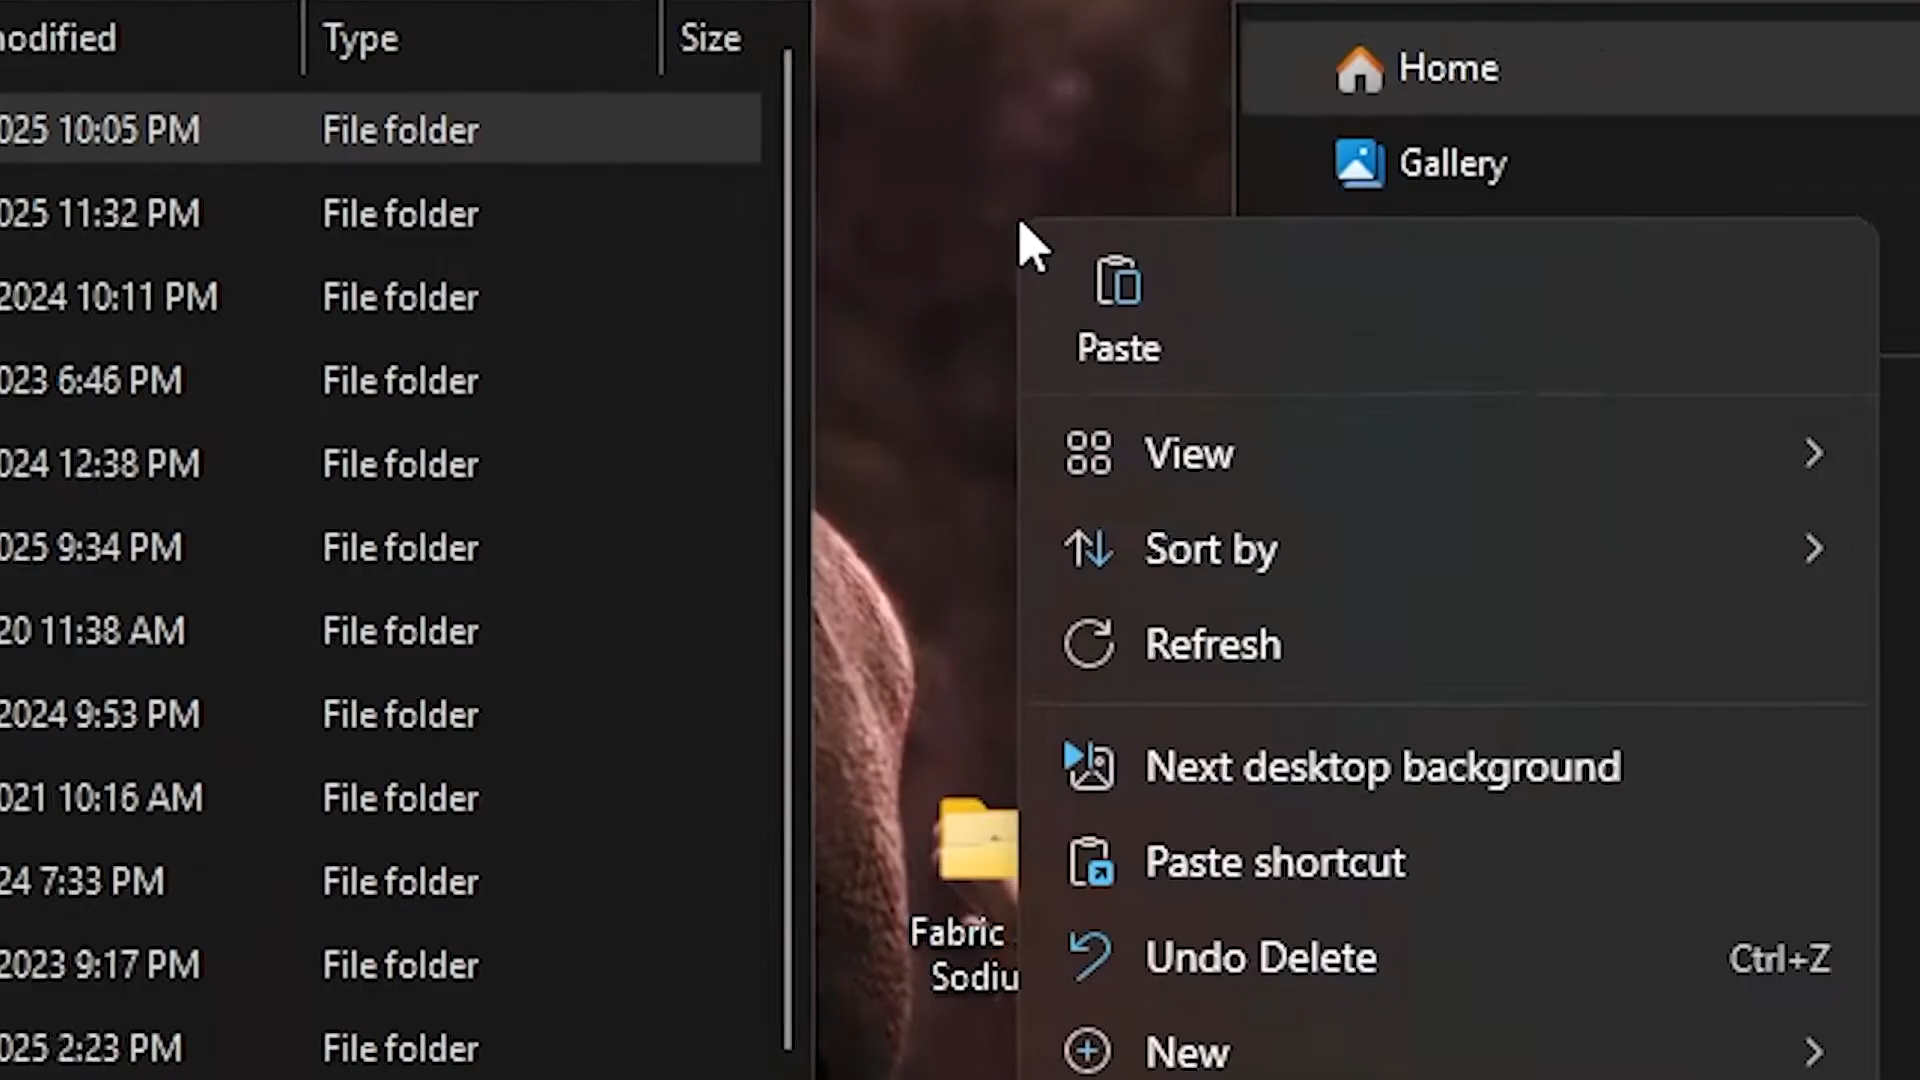 odified Type Size
025 10:05 PM File folder
025 11:32 PM File folder
2024 10:11 PM File folder
023 6:46 PM File folder
024 12:38 PM File folder
025 9:34 PM File folder
20 11:38 AM File folder
2024 9:53 PM File folder
021 10:16 AM File folder
24 7:33 PM File folder
2023 9:17 PM File folder
025 2:23 PM File folder
Fabric
Sodiu
Home
Gallery
Paste
View
Sort by
Refresh
Next desktop background
Paste shortcut
Undo Delete Ctrl+Z
New